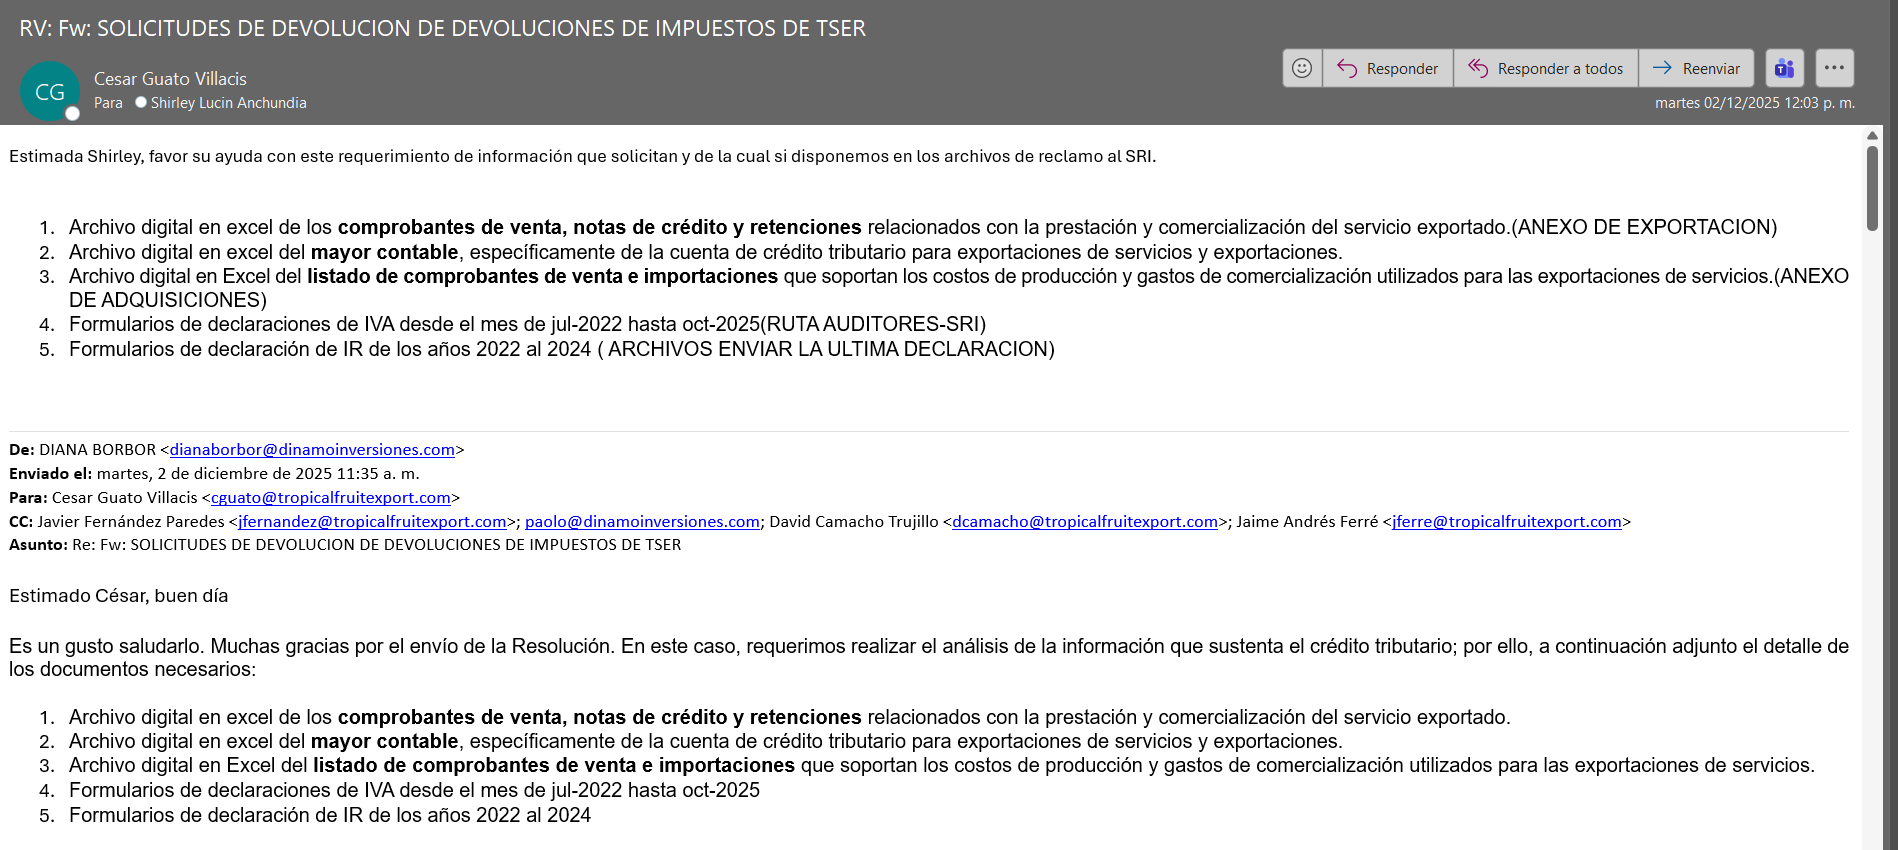 RV: Fw: SOLICITUDES DE DEVOLUCION DE DEVOLUCIONES DE IMPUESTOS DE TSER
CG
Cesar Guato Villacis
Para Shirley Lucin Anchundia
Responder
Responder a todos
Reenviar
martes 02/12/2025 12:03 p. m.
Estimada Shirley, favor su ayuda con este requerimiento de información que solicitan y de la cual si disponemos en los archivos de reclamo al SRI.
1. Archivo digital en excel de los comprobantes de venta, notas de crédito y retenciones relacionados con la prestación y comercialización del servicio exportado.(ANEXO DE EXPORTACION)
2. Archivo digital en excel del mayor contable, específicamente de la cuenta de crédito tributario para exportaciones de servicios y exportaciones.
3. Archivo digital en Excel del listado de comprobantes de venta e importaciones que soportan los costos de producción y gastos de comercialización utilizados para las exportaciones de servicios.(ANEXO
DE ADQUISICIONES)
4. Formularios de declaraciones de IVA desde el mes de jul-2022 hasta oct-2025(RUTA AUDITORES-SRI)
5. Formularios de declaración de IR de los años 2022 al 2024 ( ARCHIVOS ENVIAR LA ULTIMA DECLARACION)
De: DIANA BORBOR <dianaborbor@dinamoinversiones.com>
Enviado el: martes, 2 de diciembre de 2025 11:35 a. m.
Para: Cesar Guato Villacis <cguato@tropicalfruitexport.com>
CC: Javier Fernández Paredes <jfernandez@tropicalfruitexport.com>; paolo@dinamoinversiones.com; David Camacho Trujillo <dcamacho@tropicalfruitexport.com>; Jaime Andrés Ferré <jferre@tropicalfruitexport.com>
Asunto: Re: Fw: SOLICITUDES DE DEVOLUCION DE DEVOLUCIONES DE IMPUESTOS DE TSER
Estimado César, buen día
Es un gusto saludarlo. Muchas gracias por el envío de la Resolución. En este caso, requerimos realizar el análisis de la información que sustenta el crédito tributario; por ello, a continuación adjunto el detalle de
los documentos necesarios:
1. Archivo digital en excel de los comprobantes de venta, notas de crédito y retenciones relacionados con la prestación y comercialización del servicio exportado.
2. Archivo digital en excel del mayor contable, específicamente de la cuenta de crédito tributario para exportaciones de servicios y exportaciones.
3. Archivo digital en Excel del listado de comprobantes de venta e importaciones que soportan los costos de producción y gastos de comercialización utilizados para las exportaciones de servicios.
4. Formularios de declaraciones de IVA desde el mes de jul-2022 hasta oct-2025
5. Formularios de declaración de IR de los años 2022 al 2024